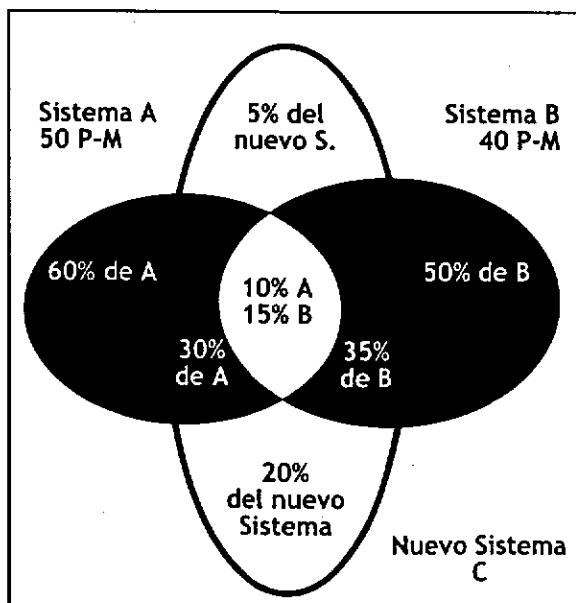 Sistema A
50 P-M
5% del
nuevo S.
Sistema B
40 P-M
60% de A
10% A
15% B
50% de B
30%
de A
35%
de B
20%
del nuevo
Sistema
Nuevo Sistema
C